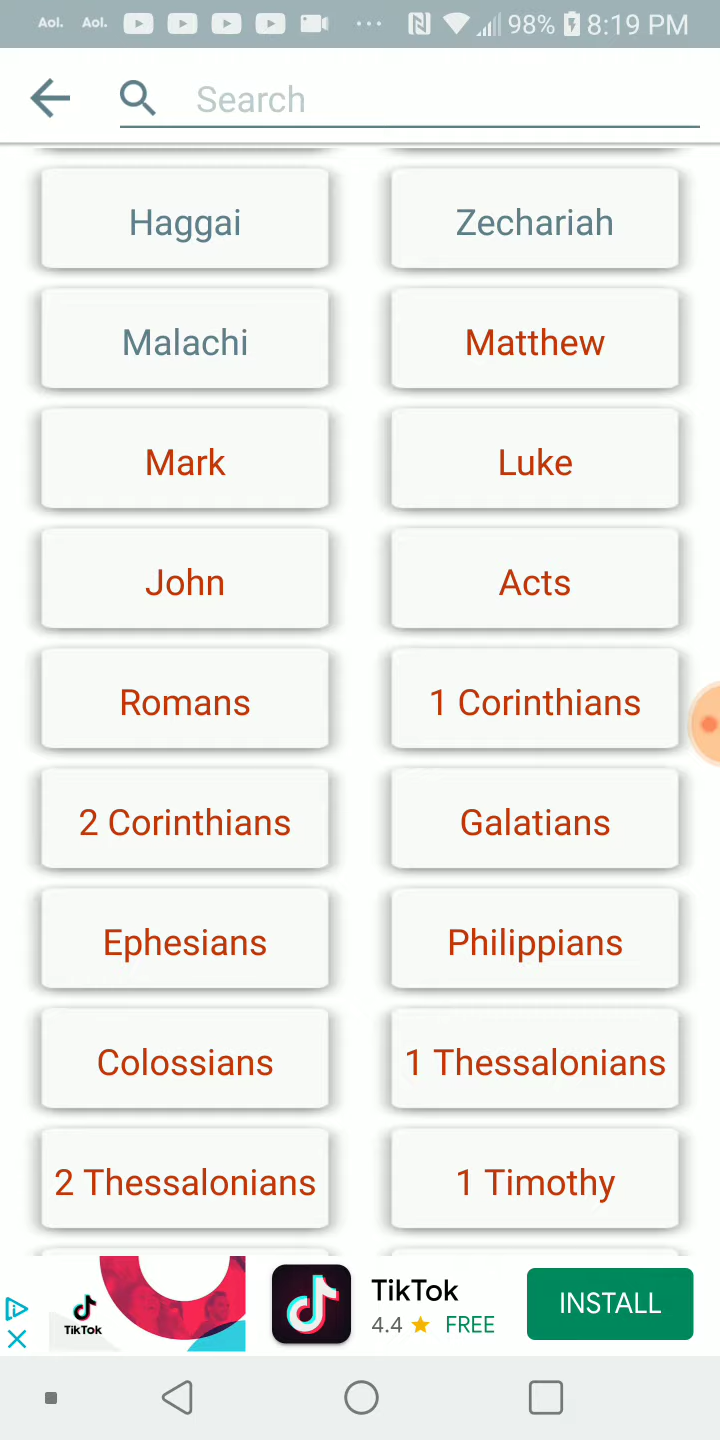 Aol. Aol. 98% 8:19 PM
Search
Haggai Zechariah
Malachi Matthew
Mark Luke
John Acts
Romans 1 Corinthians
2 Corinthians Galatians
Ephesians Philippians
Colossians 1 Thessalonians
2 Thessalonians 1 Timothy
TikTok
TikTok
4.4 FREE
INSTALL